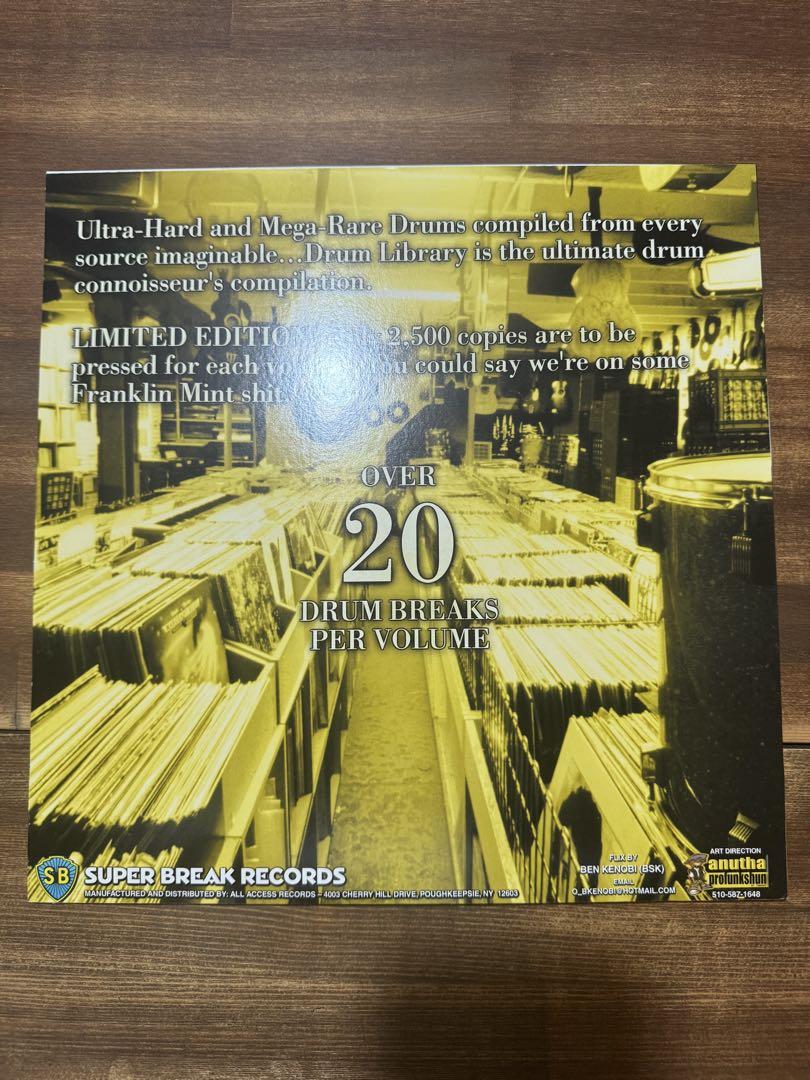 Ultra-Hard and Mega-Rare Drums compiled from every
source imaginable...Drum Library is the ultimate drum
connoisseur's compilation.
LIMITED EDITIO 2,500 copies are to be
pressed for each could say we're on some
Franklin Mint shit
OVER
20
DRUM BREAKS
PER VOLUME
SB
SUPER BREAK RECORDS
MANUFACTURED AND DISTRIBUTED BY: ALL ACCESS RECORDS - 4003 CHERRY HILL DRIVE, POUGHKEEPSIE, NY 12603
FLIX BY
BEN KENOBI (BSK)
EMAIL
O_BKENOBI@HOTMAIL.COM
ART DIRECTION
anutha
profunkshun
510-587-1648